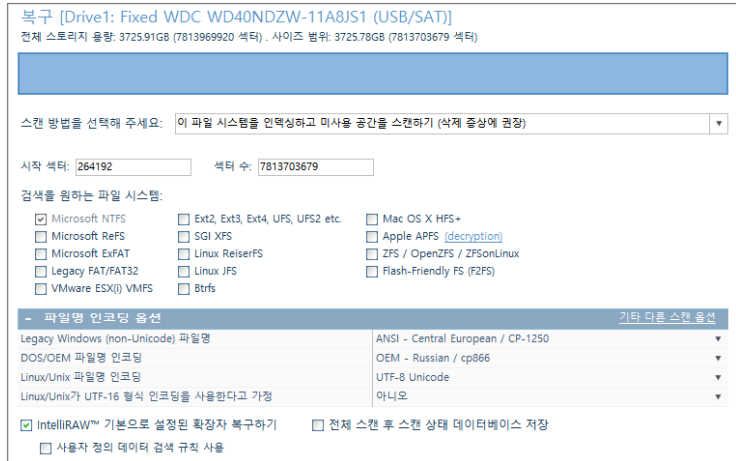 복구 [Drive1: Fixed WDC WD40NDZW-11A8JS1 (USB/SAT)]
전체 스토리지 용량: 3725.91GB (7813969920 섹터) . 사이즈 범위: 3725.78GB (7813703679 섹터)
스캔 방법을 선택해 주세요: 이 파일 시스템을 인덱싱하고 미사용 공간을 스캔하기 (삭제 증상에 권장)
시작 섹터: 264192 섹터 수: 7813703679
검색을 원하는 파일 시스템:
Microsoft NTFS Ext2, Ext3, Ext4, UFS, UFS2 etc. Mac OS X HFS+
Microsoft ReFS SGI XFS Apple APFS (decryption)
Microsoft ExFAT Linux ReiserFS ZFS / OpenZFS / ZFSonLinux
Legacy FAT/FAT32 Linux JFS Flash-Friendly FS (F2FS)
VMware ESX(i) VMFS Btrfs
– 파일명 인코딩 옵션 기타 다른 스캔 옵션
Legacy Windows (non-Unicode) 파일명 ANSI - Central European / CP-1250
DOS/OEM 파일명 인코딩 OEM - Russian / cp866
Linux/Unix 파일명 인코딩 UTF-8 Unicode
Linux/Unix가 UTF-16 형식 인코딩을 사용한다고 가정 아니오
IntelliRAW™ 기본으로 설정된 확장자 복구하기 전체 스캔 후 스캔 상태 데이터베이스 저장
사용자 정의 데이터 검색 규칙 사용